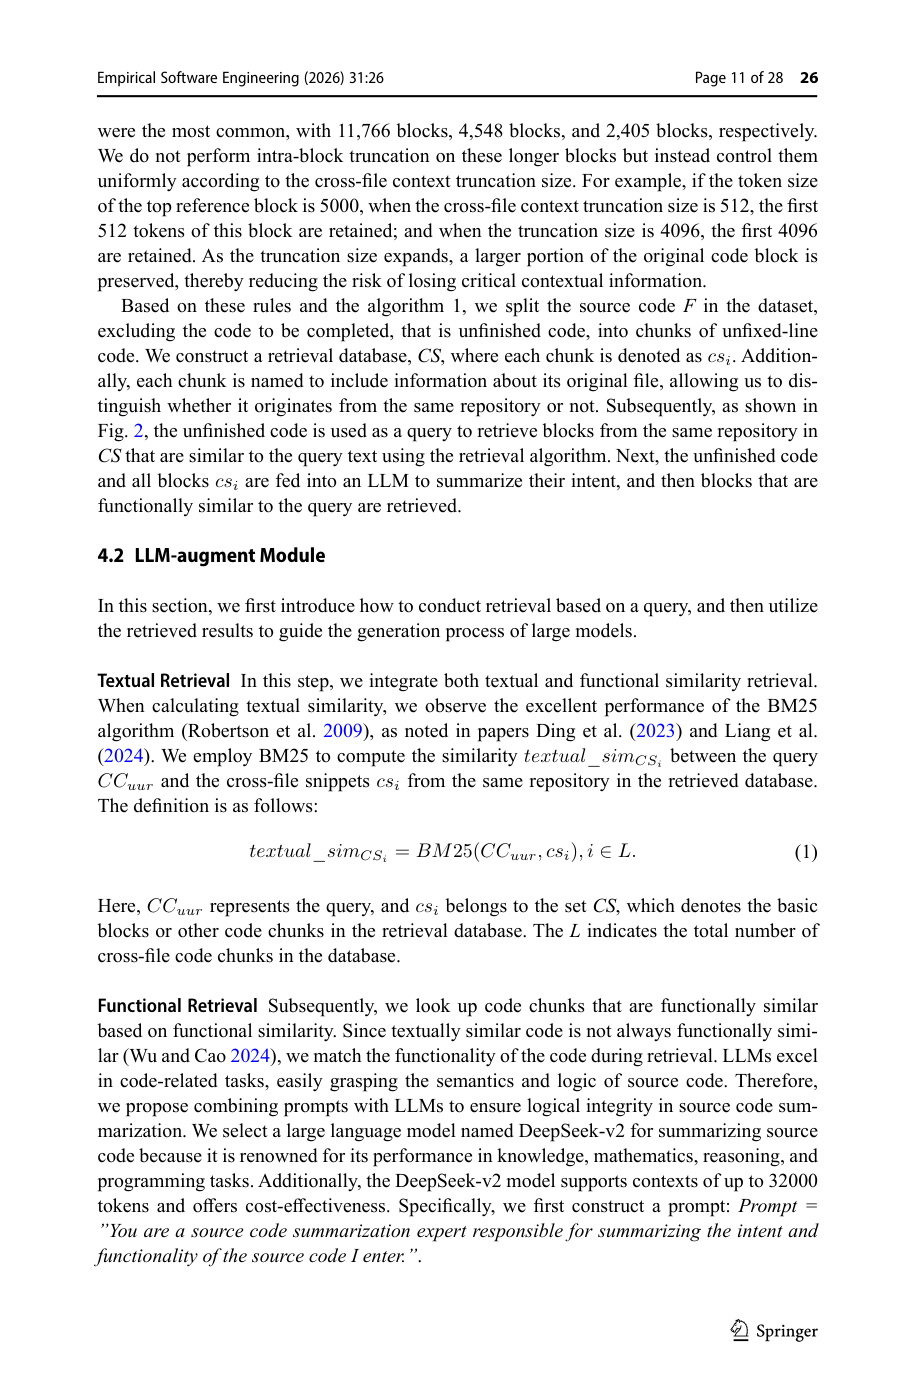 Empirical Software Engineering (2026) 31:26
Page 11 of 28 26
were the most common, with 11,766 blocks, 4,548 blocks, and 2,405 blocks, respectively.
We do not perform intra-block truncation on these longer blocks but instead control them
uniformly according to the cross-file context truncation size. For example, if the token size
of the top reference block is 5000, when the cross-file context truncation size is 512, the first
512 tokens of this block are retained; and when the truncation size is 4096, the first 4096
are retained. As the truncation size expands, a larger portion of the original code block is
preserved, thereby reducing the risk of losing critical contextual information.
Based on these rules and the algorithm 1, we split the source code F in the dataset,
excluding the code to be completed, that is unfinished code, into chunks of unfixed-line
code. We construct a retrieval database, CS, where each chunk is denoted as cs_i. Addition-
ally, each chunk is named to include information about its original file, allowing us to dis-
tinguish whether it originates from the same repository or not. Subsequently, as shown in
Fig. 2, the unfinished code is used as a query to retrieve blocks from the same repository in
CS that are similar to the query text using the retrieval algorithm. Next, the unfinished code
and all blocks cs_i are fed into an LLM to summarize their intent, and then blocks that are
functionally similar to the query are retrieved.
4.2 LLM-augment Module
In this section, we first introduce how to conduct retrieval based on a query, and then utilize
the retrieved results to guide the generation process of large models.
Textual Retrieval In this step, we integrate both textual and functional similarity retrieval.
When calculating textual similarity, we observe the excellent performance of the BM25
algorithm (Robertson et al. 2009), as noted in papers Ding et al. (2023) and Liang et al.
(2024). We employ BM25 to compute the similarity textual_sim_{CS_i} between the query
CC_{uur} and the cross-file snippets cs_i from the same repository in the retrieved database.
The definition is as follows:
textual_sim_{CS_i} = BM25(CC_{uur}, cs_i), i ∈ L. (1)
Here, CC_{uur} represents the query, and cs_i belongs to the set CS, which denotes the basic
blocks or other code chunks in the retrieval database. The L indicates the total number of
cross-file code chunks in the database.
Functional Retrieval Subsequently, we look up code chunks that are functionally similar
based on functional similarity. Since textually similar code is not always functionally simi-
lar (Wu and Cao 2024), we match the functionality of the code during retrieval. LLMs excel
in code-related tasks, easily grasping the semantics and logic of source code. Therefore,
we propose combining prompts with LLMs to ensure logical integrity in source code sum-
marization. We select a large language model named DeepSeek-v2 for summarizing source
code because it is renowned for its performance in knowledge, mathematics, reasoning, and
programming tasks. Additionally, the DeepSeek-v2 model supports contexts of up to 32000
tokens and offers cost-effectiveness. Specifically, we first construct a prompt: Prompt =
”You are a source code summarization expert responsible for summarizing the intent and
functionality of the source code I enter.”.
Springer